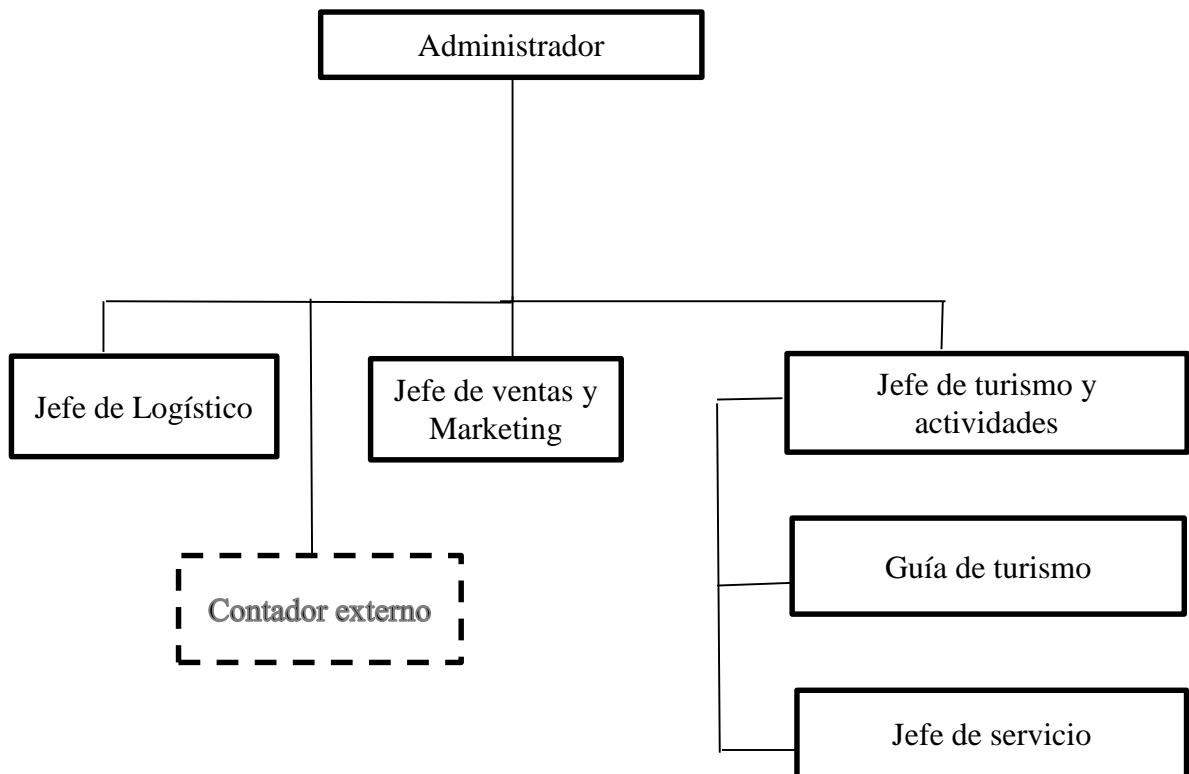 Administrador
Jefe de Logístico
Jefe de ventas y
Marketing
Jefe de turismo y
actividades
Contador externo
Guía de turismo
Jefe de servicio